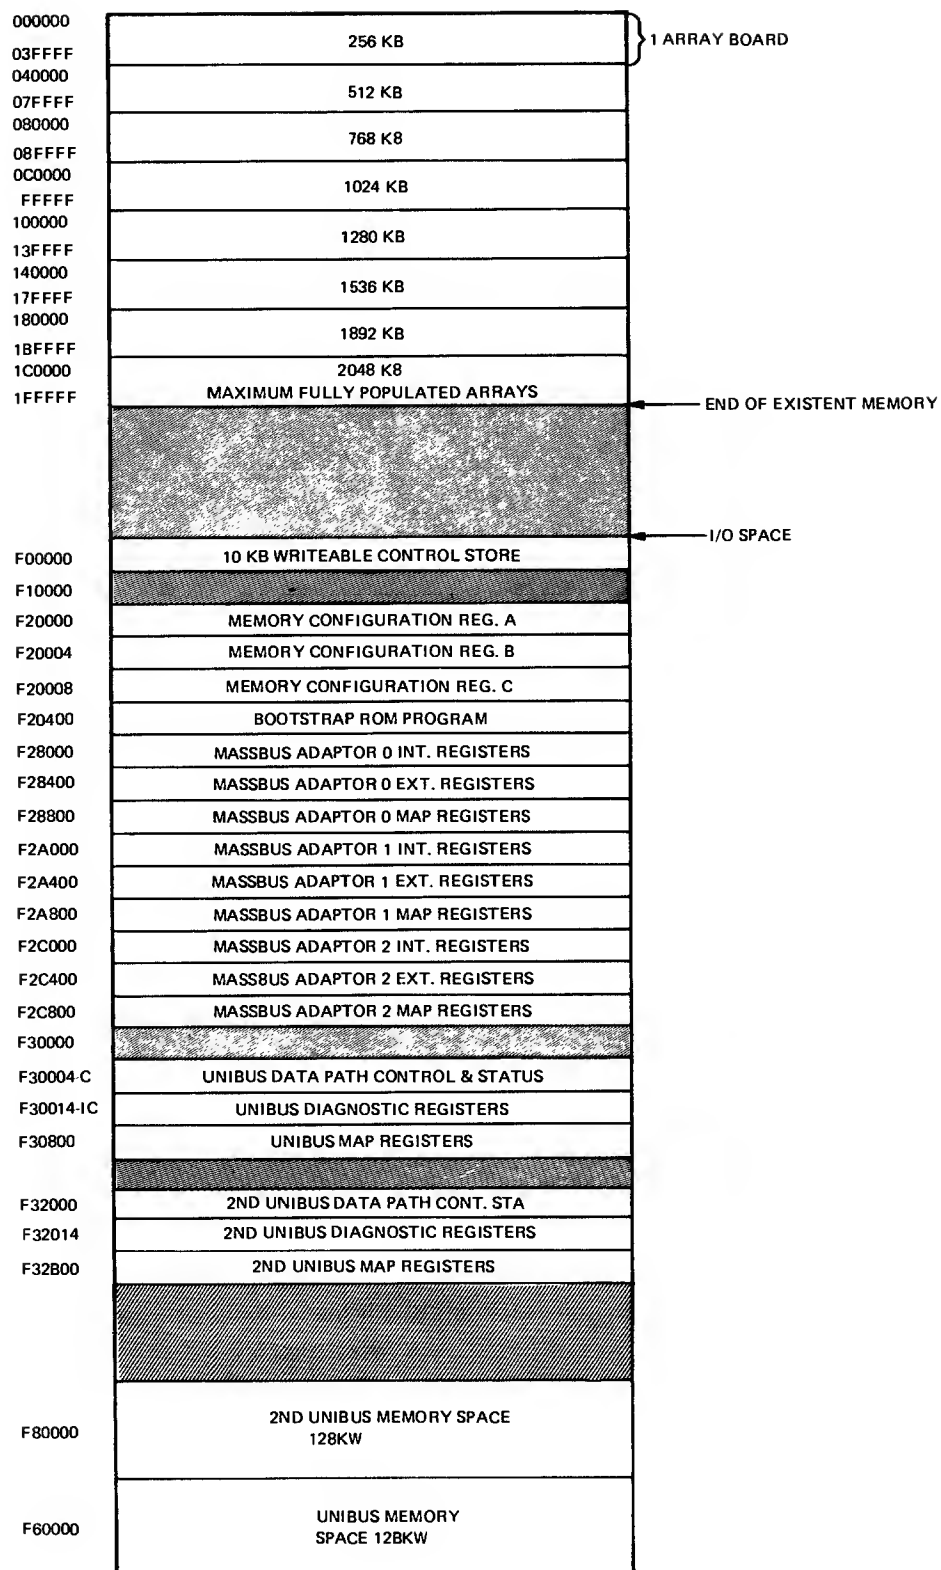 000000
256 KB
1 ARRAY BOARD
03FFFF
040000
512 KB
07FFFF
080000
768 K8
08FFFF
0C0000
1024 KB
FFFFF
100000
1280 KB
13FFFF
140000
1536 KB
17FFFF
180000
1892 KB
1BFFFF
1C0000
2048 K8
1FFFFF
MAXIMUM FULLY POPULATED ARRAYS
END OF EXISTENT MEMORY
I/O SPACE
F00000 10 KB WRITEABLE CONTROL STORE
F10000
F20000 MEMORY CONFIGURATION REG. A
F20004 MEMORY CONFIGURATION REG. B
F20008 MEMORY CONFIGURATION REG. C
F20400 BOOTSTRAP ROM PROGRAM
F28000 MASSBUS ADAPTOR 0 INT. REGISTERS
F28400 MASSBUS ADAPTOR 0 EXT. REGISTERS
F28800 MASSBUS ADAPTOR 0 MAP REGISTERS
F2A000 MASSBUS ADAPTOR 1 INT. REGISTERS
F2A400 MASSBUS ADAPTOR 1 EXT. REGISTERS
F2A800 MASSBUS ADAPTOR 1 MAP REGISTERS
F2C000 MASSBUS ADAPTOR 2 INT. REGISTERS
F2C400 MASS8US ADAPTOR 2 EXT. REGISTERS
F2C800 MASSBUS ADAPTOR 2 MAP REGISTERS
F30000
F30004-C UNIBUS DATA PATH CONTROL & STATUS
F30014-IC UNIBUS DIAGNOSTIC REGISTERS
F30800 UNIBUS MAP REGISTERS
F32000 2ND UNIBUS DATA PATH CONT. STA
F32014 2ND UNIBUS DIAGNOSTIC REGISTERS
F32B00 2ND UNIBUS MAP REGISTERS
2ND UNIBUS MEMORY SPACE
F80000
128KW
UNIBUS MEMORY
F60000
SPACE 12BKW